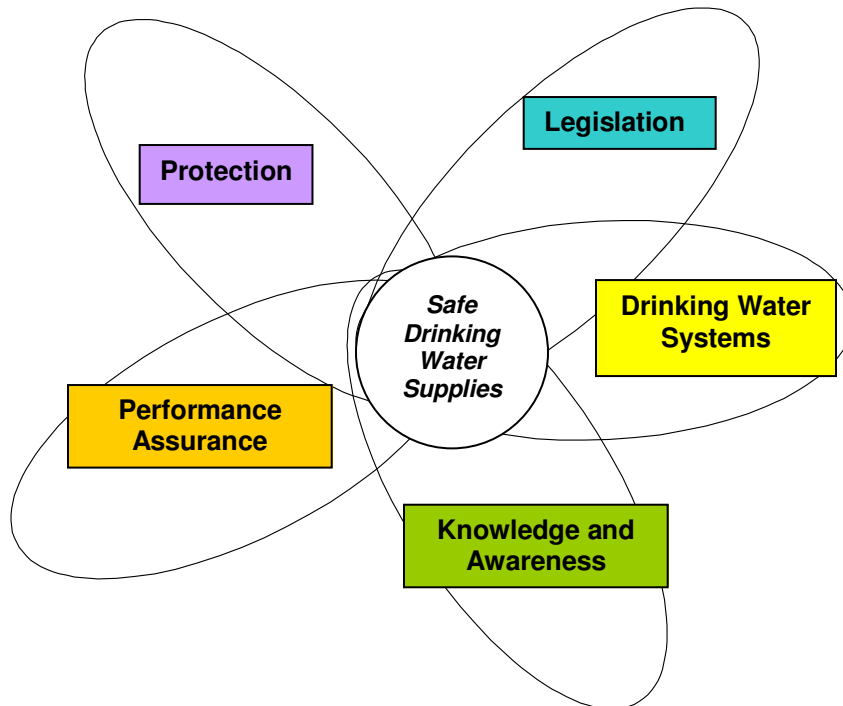 Legislation
Protection
Drinking Water
Systems
Safe
Drinking
Water
Supplies
Performance
Assurance
Knowledge and
Awareness